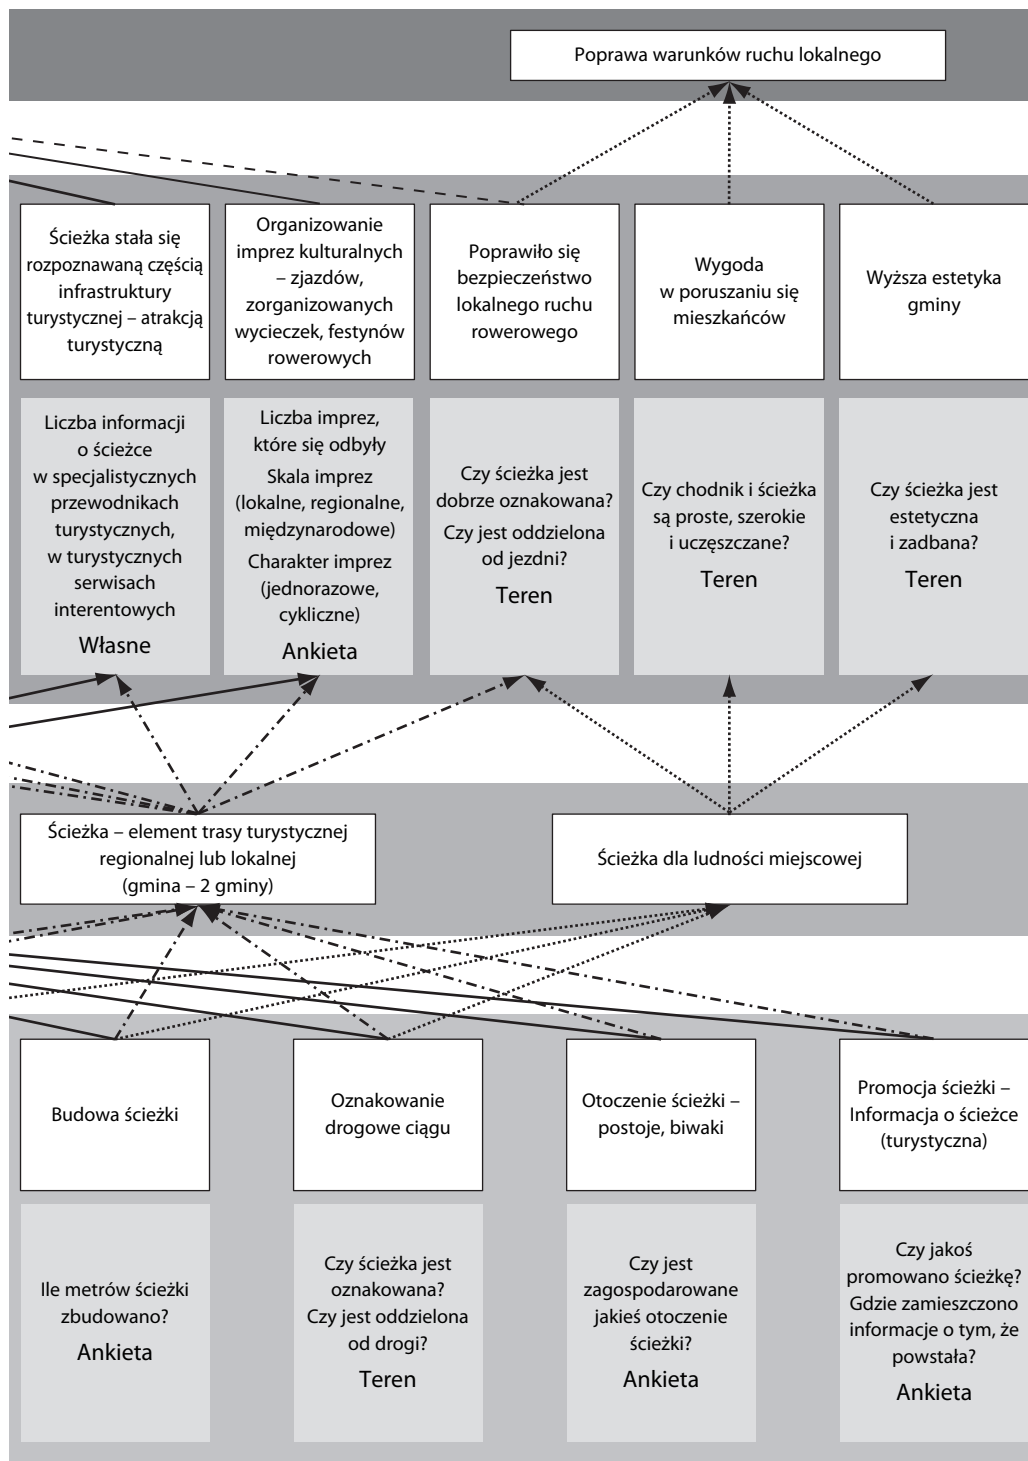 Poprawa warunków ruchu lokalnego
Ścieżka stała się
rozpoznawaną częścią
infrastruktury
turystycznej – atrakcją
turystyczną
Organizowanie
imprez kulturalnych
– zjazdów,
zorganizowanych
wycieczek, festynów
rowerowych
Poprawiło się
bezpieczeństwo
lokalnego ruchu
rowerowego
Wygoda
w poruszaniu się
mieszkańców
Wyższa estetyka
gminy
Liczba informacji
o ścieżce
w specjalistycznych
przewodnikach
turystycznych,
w turystycznych
serwisach
interentowych
Własne
Liczba imprez,
które się odbyły
Skala imprez
(lokalne, regionalne,
międzynarodowe)
Charakter imprez
(jednorazowe,
cykliczne)
Ankieta
Czy ścieżka jest
dobrze oznakowana?
Czy jest oddzielona
od jezdni?
Teren
Czy chodnik i ścieżka
są proste, szerokie
i uczęszczane?
Teren
Czy ścieżka jest
estetyczna
i zadbana?
Teren
Ścieżka – element trasy turystycznej
regionalnej lub lokalnej
(gmina – 2 gminy)
Ścieżka dla ludności miejscowej
Budowa ścieżki
Oznakowanie
drogowe ciągu
Otoczenie ścieżki –
postoje, biwaki
Promocja ścieżki –
Informacja o ścieżce
(turystyczna)
Ile metrów ścieżki
zbudowano?
Ankieta
Czy ścieżka jest
oznakowana?
Czy jest oddzielona
od drogi?
Teren
Czy jest
zagospodarowane
jakieś otoczenie
ścieżki?
Ankieta
Czy jakoś
promowano ścieżkę?
Gdzie zamieszczono
informacje o tym, że
powstała?
Ankieta